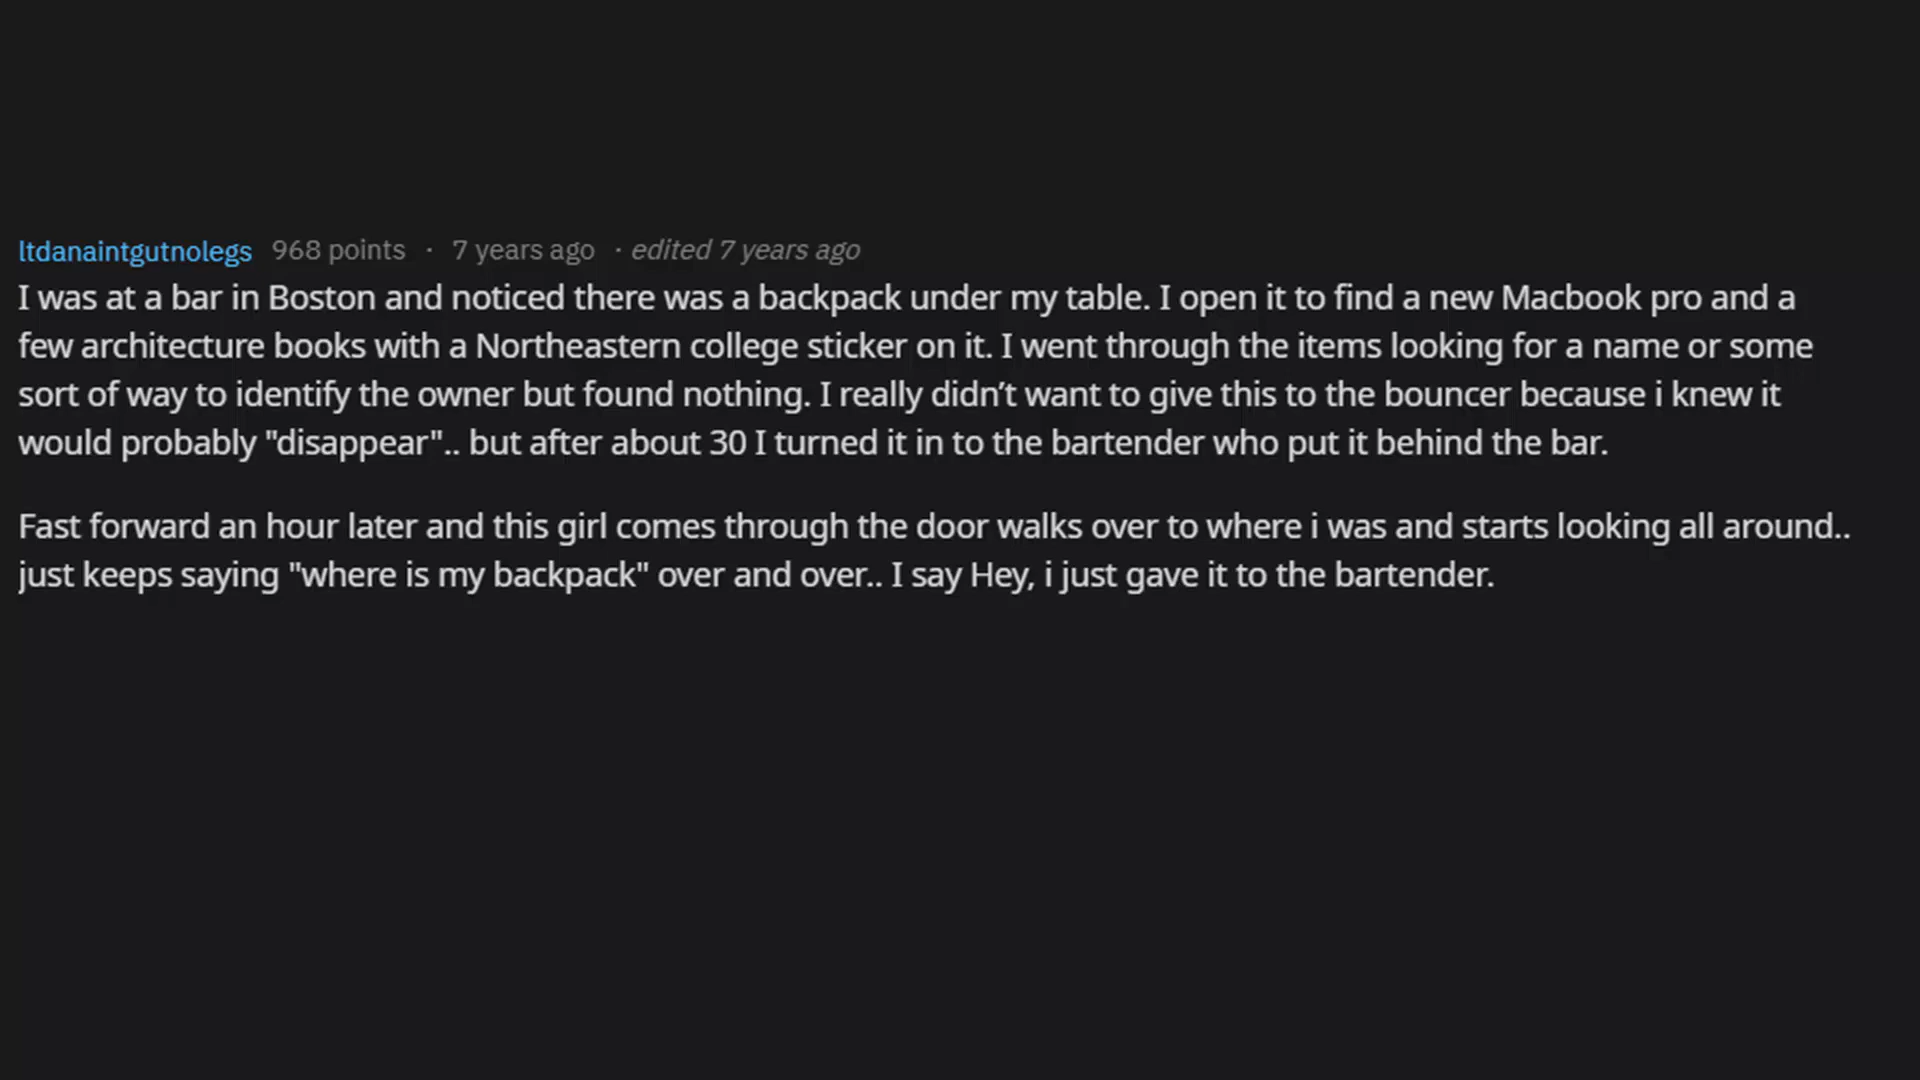 ltdanaintgutnolegs 968 points · 7 years ago · edited 7 years ago
I was at a bar in Boston and noticed there was a backpack under my table. I open it to find a new Macbook pro and a
few architecture books with a Northeastern college sticker on it. I went through the items looking for a name or some
sort of way to identify the owner but found nothing. I really didn’t want to give this to the bouncer because i knew it
would probably "disappear".. but after about 30 I turned it in to the bartender who put it behind the bar.
Fast forward an hour later and this girl comes through the door walks over to where i was and starts looking all around..
just keeps saying "where is my backpack" over and over.. I say Hey, i just gave it to the bartender.